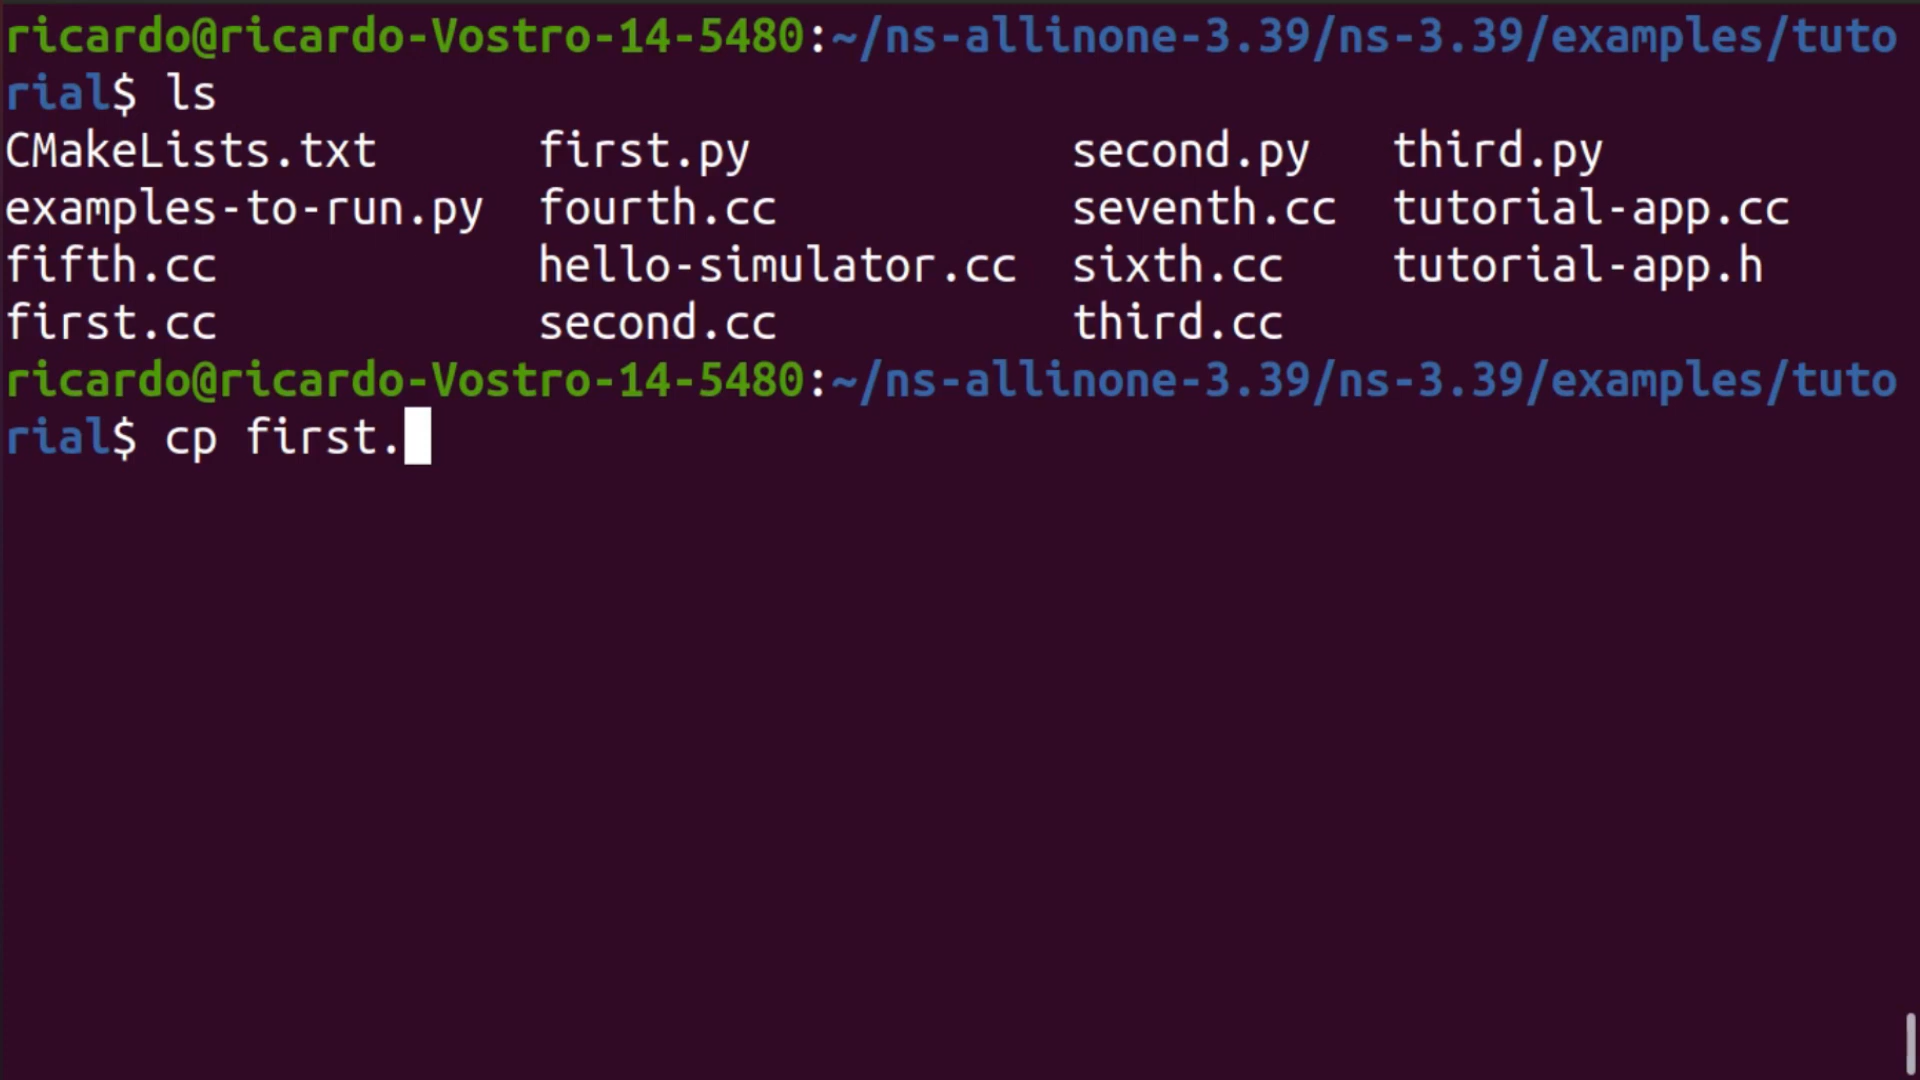 ricardo@ricardo-Vostro-14-5480:~/ns-allinone-3.39/ns-3.39/examples/tuto
rial$ ls
CMakeLists.txt      first.py            second.py   third.py
examples-to-run.py  fourth.cc           seventh.cc  tutorial-app.cc
fifth.cc            hello-simulator.cc  sixth.cc    tutorial-app.h
first.cc            second.cc           third.cc
ricardo@ricardo-Vostro-14-5480:~/ns-allinone-3.39/ns-3.39/examples/tuto
rial$ cp first.